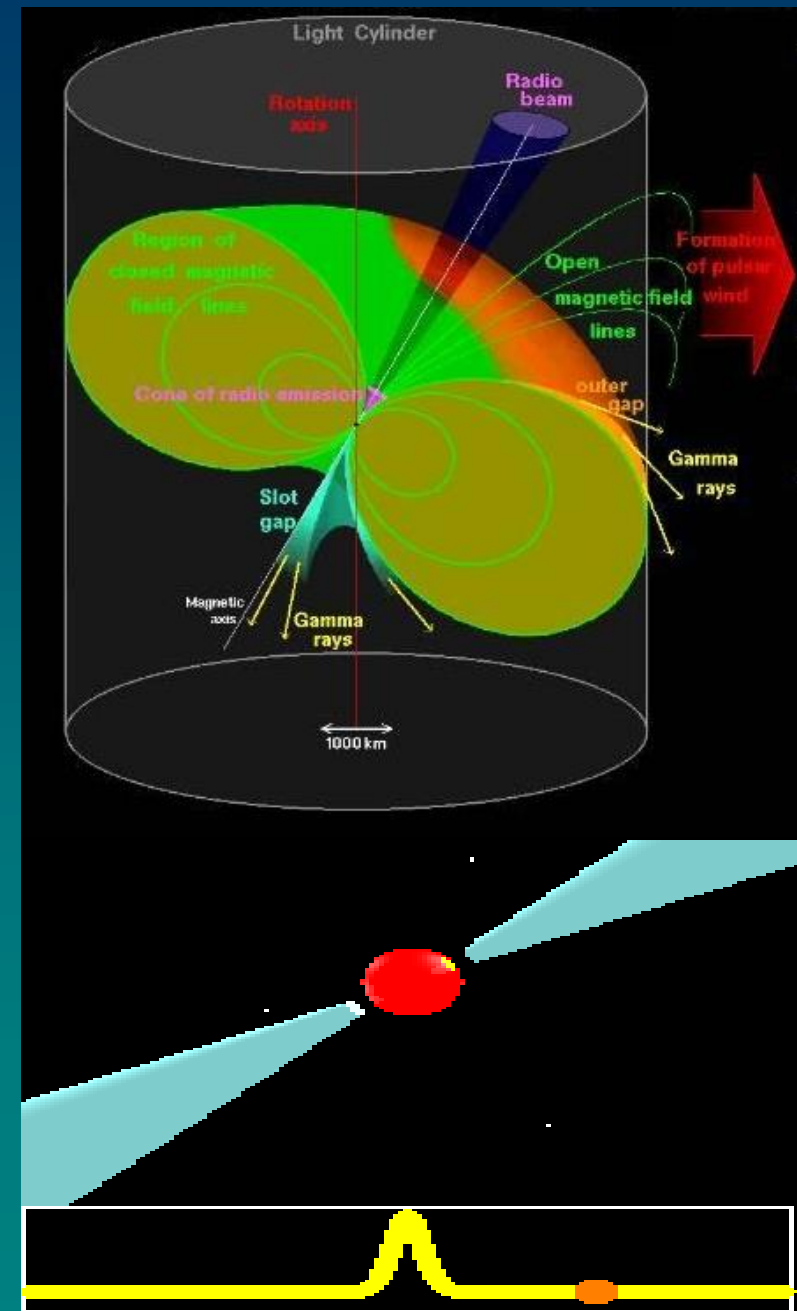 Light Cylinder
Radio
beam
Rotation
axis
Region of
closed magnetic
field lines
Open
magnetic field
lines
Formation
of pulsar
wind
Cone of radio emission
outer
gap
Gamma
rays
Slot
gap
Magnetic
axis
Gamma
rays
1000 km